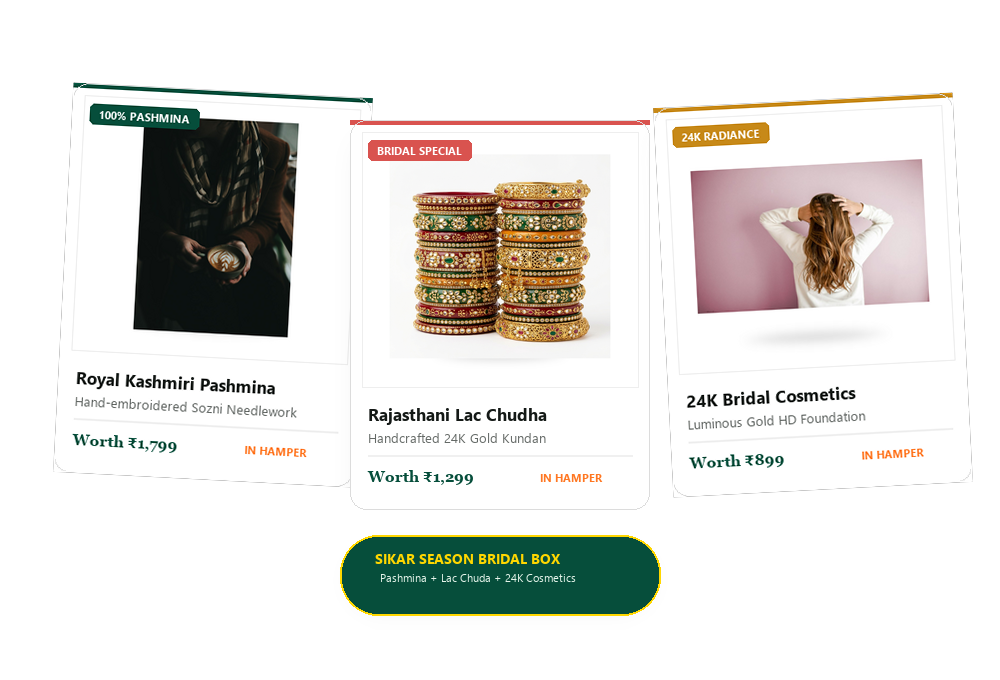 100% PASHMINA
Royal Kashmiri Pashmina
Hand-embroidered Sozni Needlework
Worth ₹1,799
IN HAMPER
BRIDAL SPECIAL
Rajasthani Lac Chudha
Handcrafted 24K Gold Kundan
Worth ₹1,299
IN HAMPER
24K RADIANCE
24K Bridal Cosmetics
Luminous Gold HD Foundation
Worth ₹899
IN HAMPER
SIKAR SEASON BRIDAL BOX
Pashmina + Lac Chuda + 24K Cosmetics